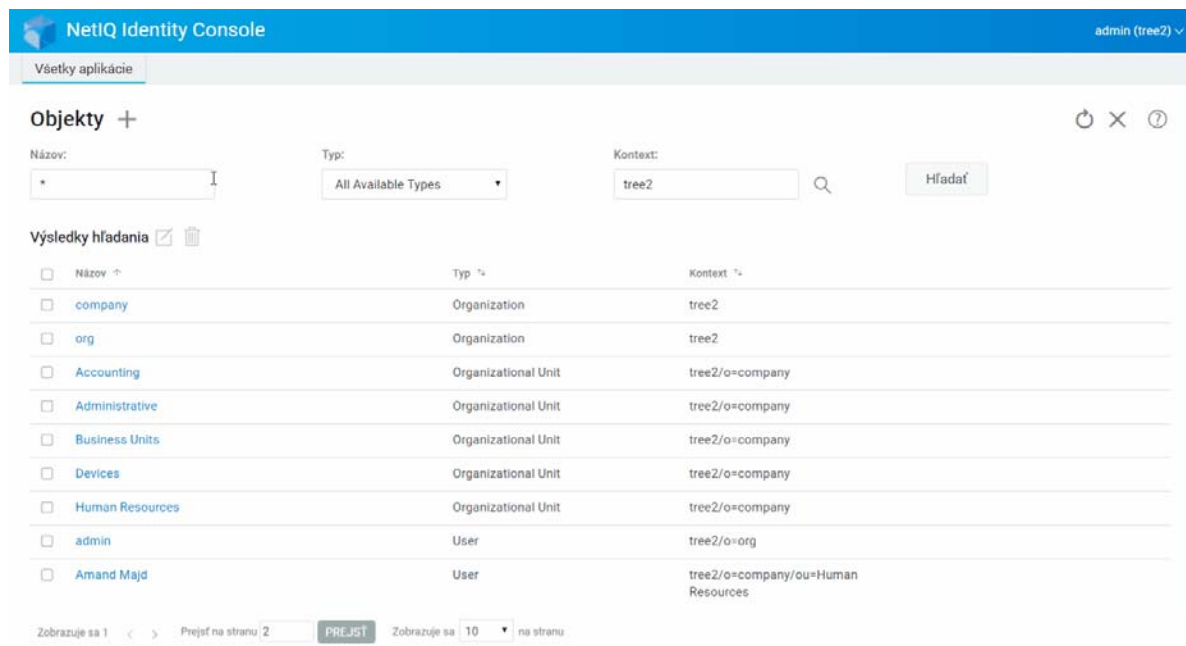 NetIQ Identity Console
admin (tree2)
Všetky aplikácie
Objekty
Názov: Typ: Kontext:
* All Available Types tree2 Hľadať
Výsledky hľadania
Názov Typ Kontext
company Organization tree2
org Organization tree2
Accounting Organizational Unit tree2/o=company
Administrative Organizational Unit tree2/o=company
Business Units Organizational Unit tree2/o=company
Devices Organizational Unit tree2/o=company
Human Resources Organizational Unit tree2/o=company
admin User tree2/o=org
Amand Majd User tree2/o=company/ou=Human
Resources
Zobrazuje sa 1 Prejsť na stranu 2 PREJSŤ Zobrazuje sa 10 na stranu